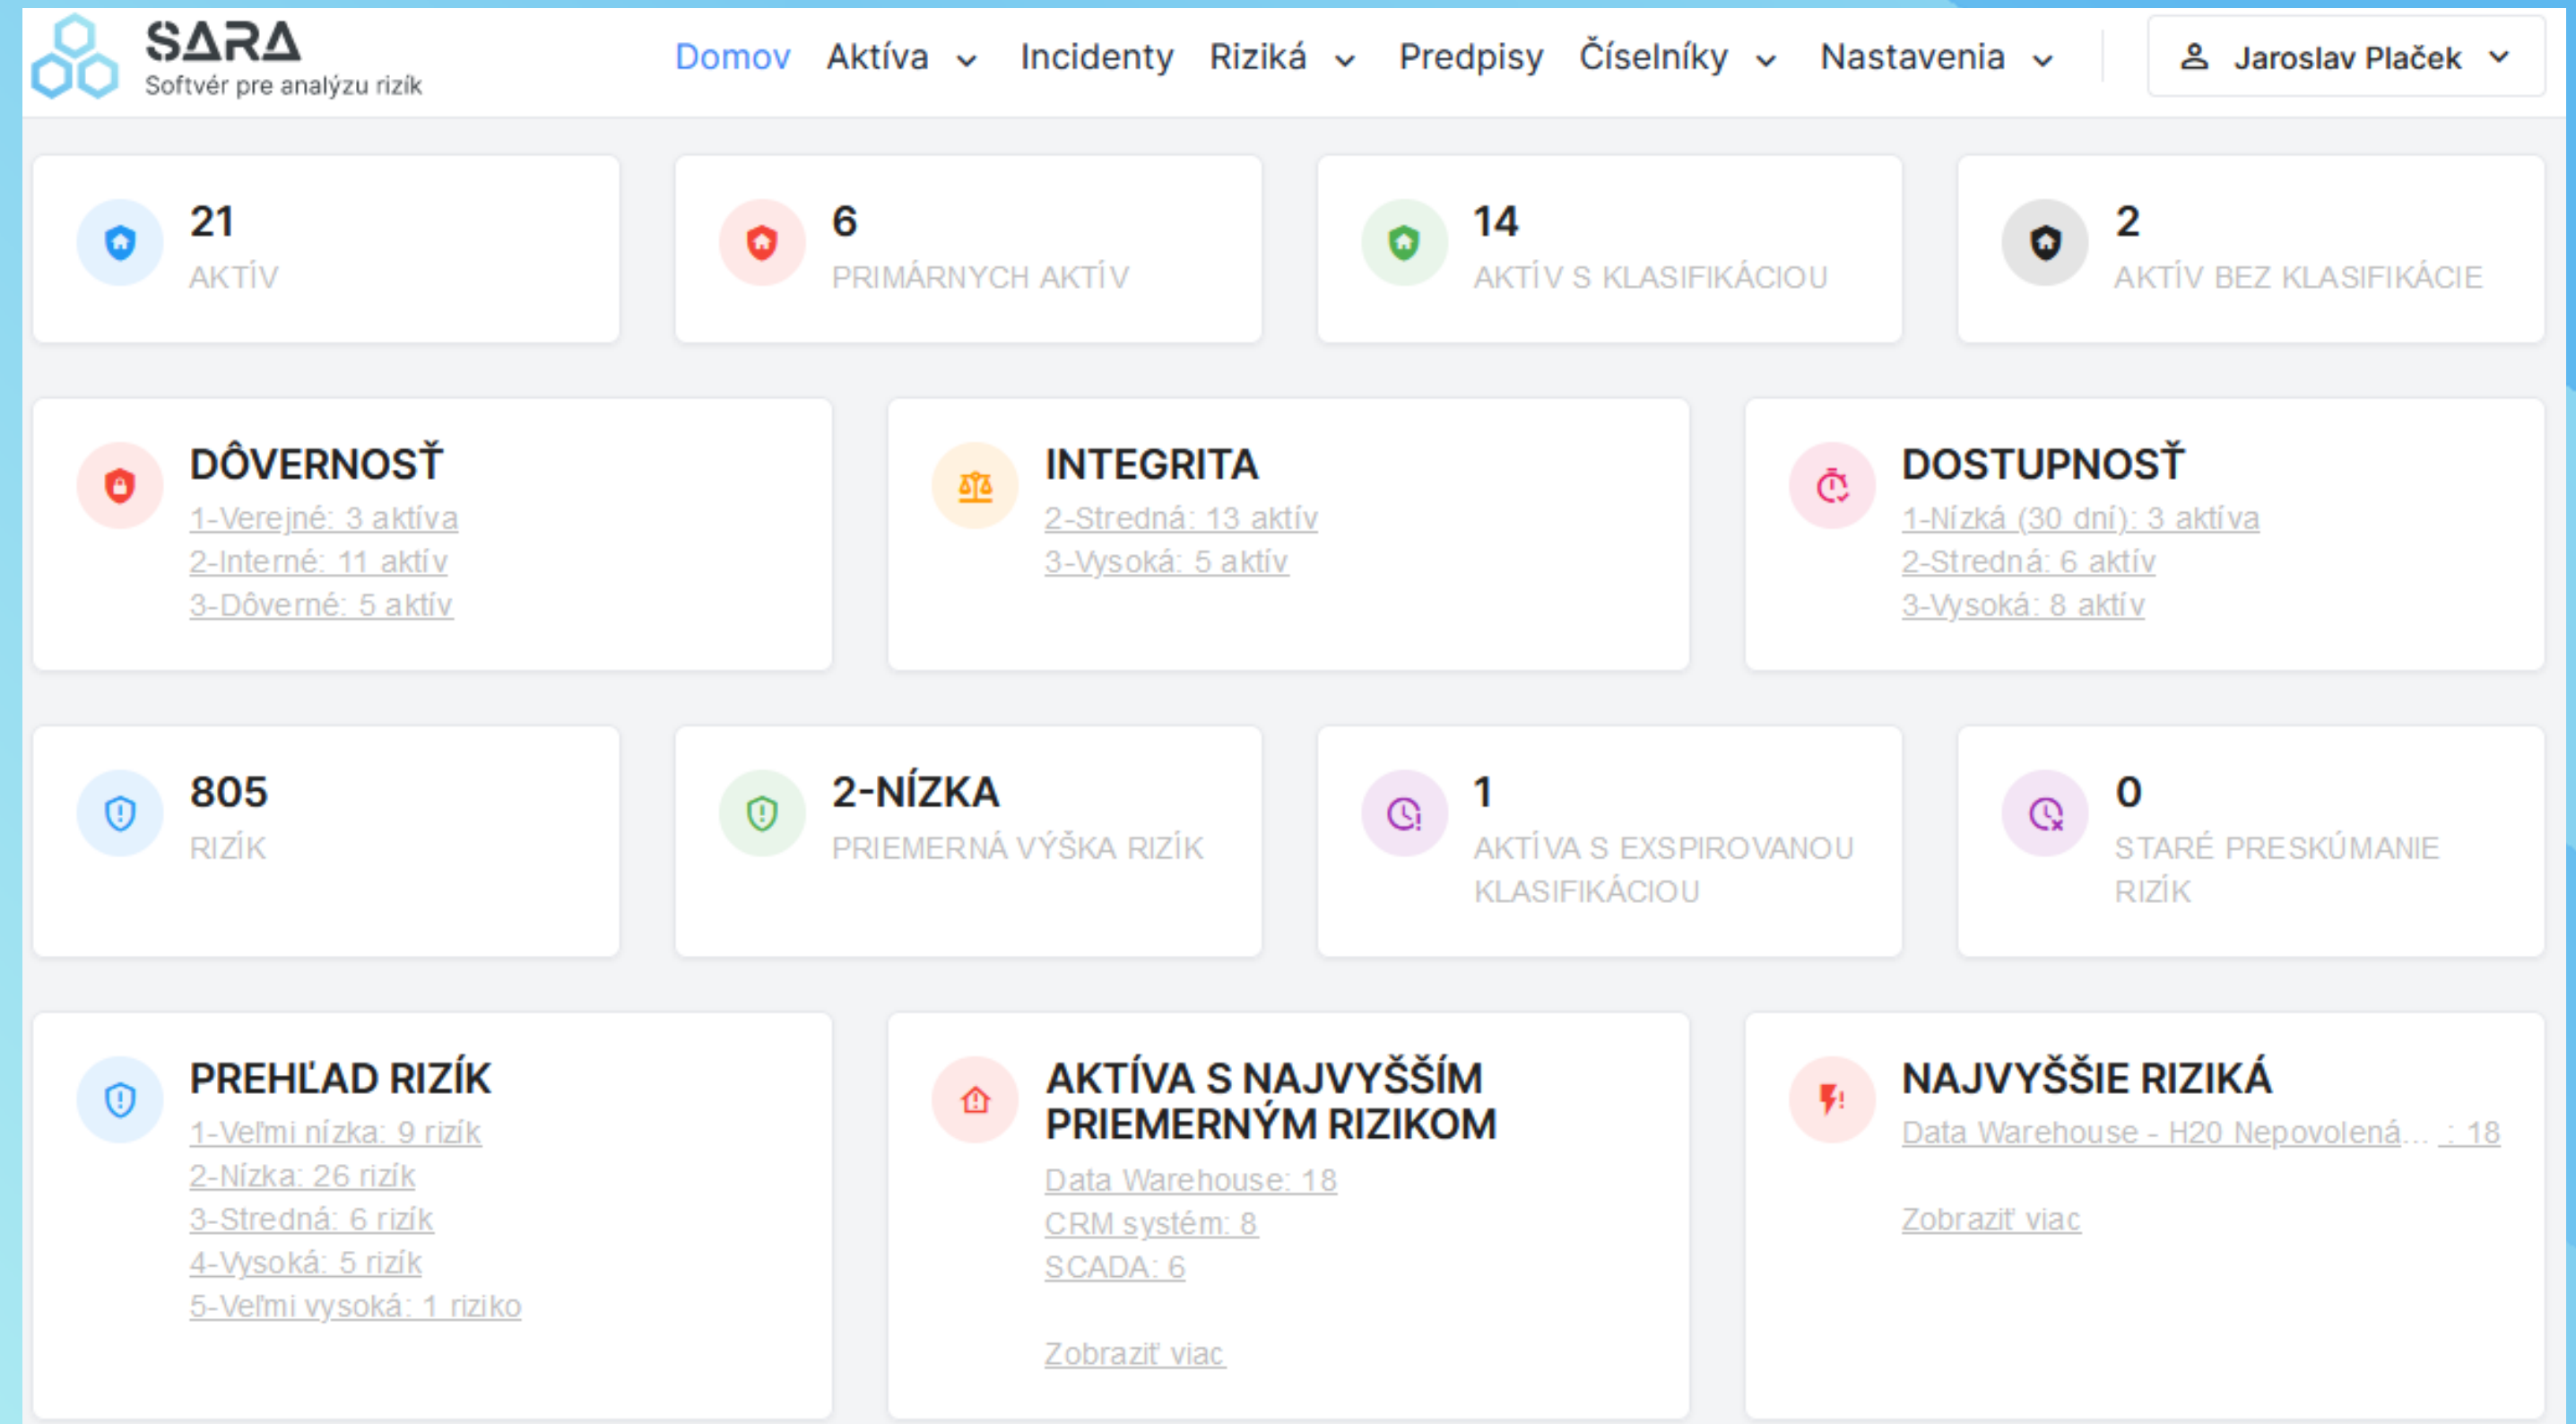 SARA
Softvér pre analýzu rizík
Domov Aktíva Incidenty Riziká Predpisy Číselníky Nastavenia Jaroslav Plaček
21
AKTÍV
6
PRIMÁRNYCH AKTÍV
14
AKTÍV S KLASIFIKÁCIOU
2
AKTÍV BEZ KLASIFIKÁCIE
DÔVERNOSŤ
1-Verejné: 3 aktíva
2-Interné: 11 aktív
3-Dôverné: 5 aktív
INTEGRITA
2-Stredná: 13 aktív
3-Vysoká: 5 aktív
DOSTUPNOSŤ
1-Nízká (30 dní): 3 aktíva
2-Stredná: 6 aktív
3-Vysoká: 8 aktív
805
RIZÍK
2-NÍZKA
PRIEMERNÁ VÝŠKA RIZÍK
1
AKTÍVA S EXSPIROVANOU
KLASIFIKÁCIOU
0
STARÉ PRESKÚMANIE
RIZÍK
PREHĽAD RIZÍK
1-Veľmi nízka: 9 rizík
2-Nízka: 26 rizík
3-Stredná: 6 rizík
4-Vysoká: 5 rizík
5-Veľmi vysoká: 1 riziko
AKTÍVA S NAJVYŠŠÍM
PRIEMERNÝM RIZIKOM
Data Warehouse: 18
CRM systém: 8
SCADA: 6
Zobraziť viac
NAJVYŠŠIE RIZIKÁ
Data Warehouse - H20 Nepovolená... : 18
Zobraziť viac